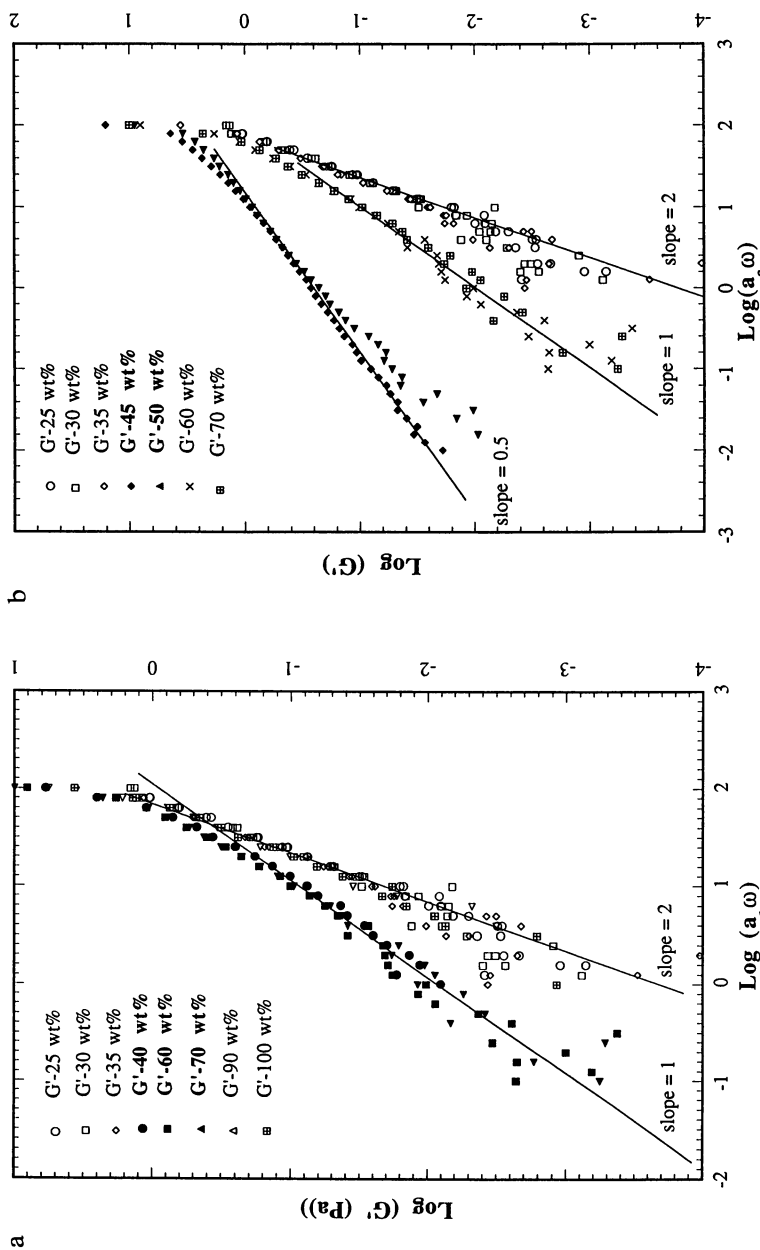 a
1
0
-1
-2
-3
-4
Log (G' (Pa))
G'-25 wt%
G'-30 wt%
G'-35 wt%
G'-40 wt%
G'-60 wt%
G'-70 wt%
G'-90 wt%
G'-100 wt%
slope = 1
slope = 2
-2
-1
0
1
2
3
Log (a_c ω)
b
2
1
0
-1
-2
-3
-4
Log (G')
G'-25 wt%
G'-30 wt%
G'-35 wt%
G'-45 wt%
G'-50 wt%
G'-60 wt%
G'-70 wt%
slope = 0.5
slope = 1
slope = 2
-3
-2
-1
0
1
2
3
Log(a_c ω)